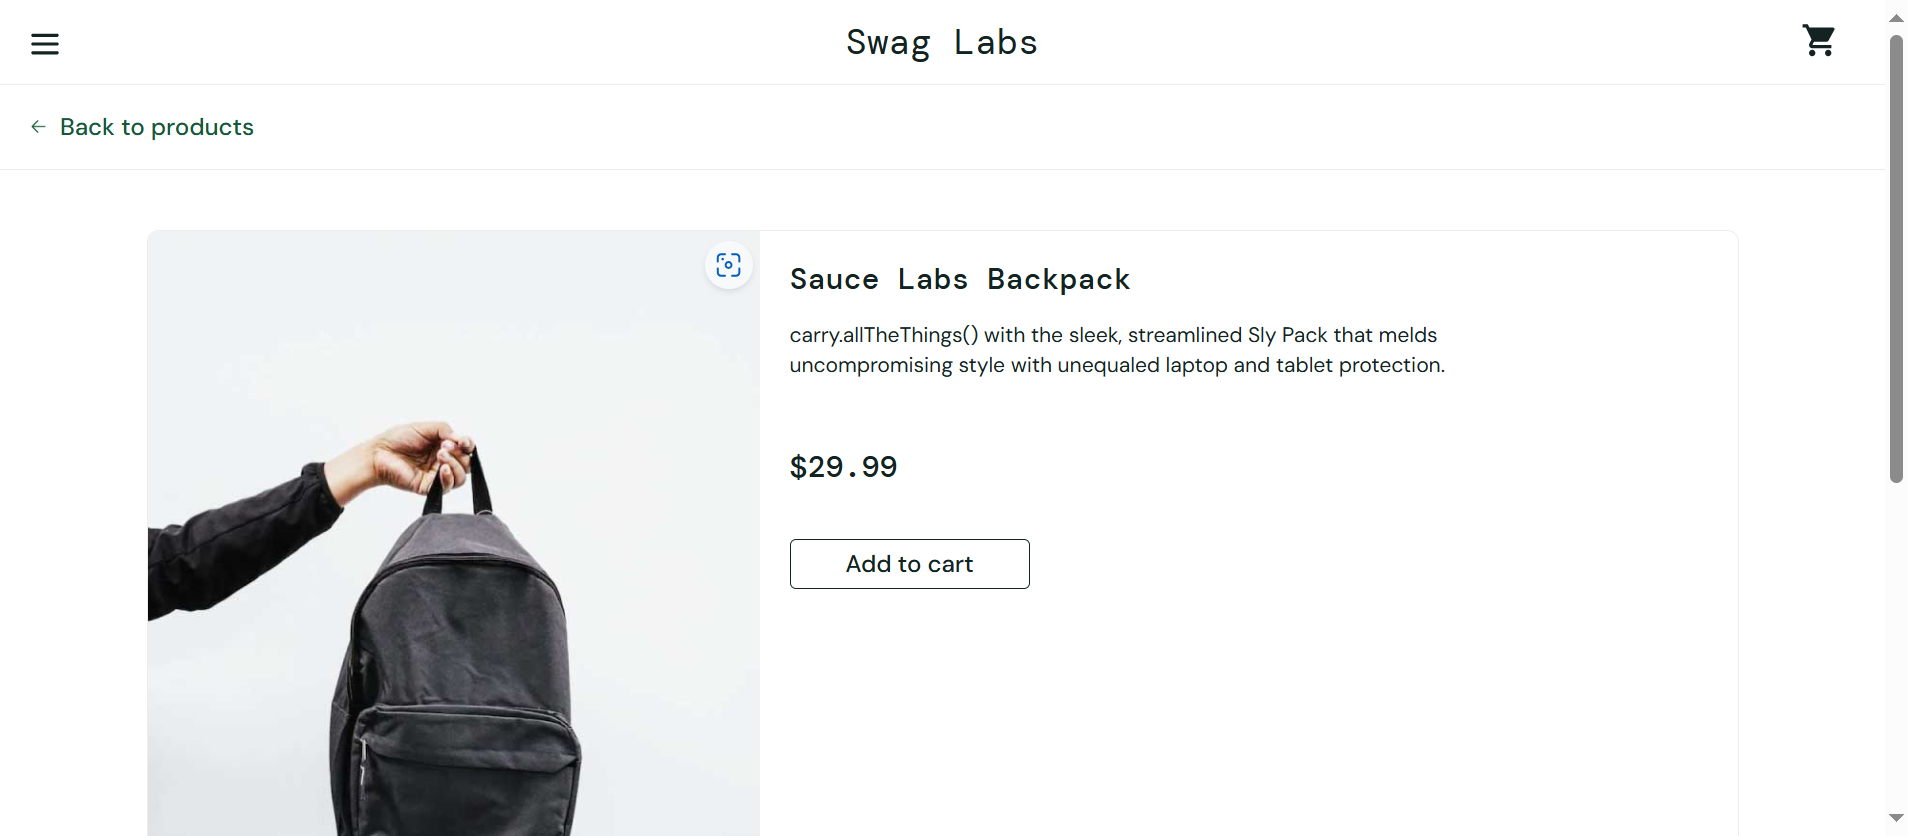 Swag Labs
Back to products
Sauce Labs Backpack
carry.allTheThings() with the sleek, streamlined Sly Pack that melds
uncompromising style with unequaled laptop and tablet protection.
$29.99
Add to cart